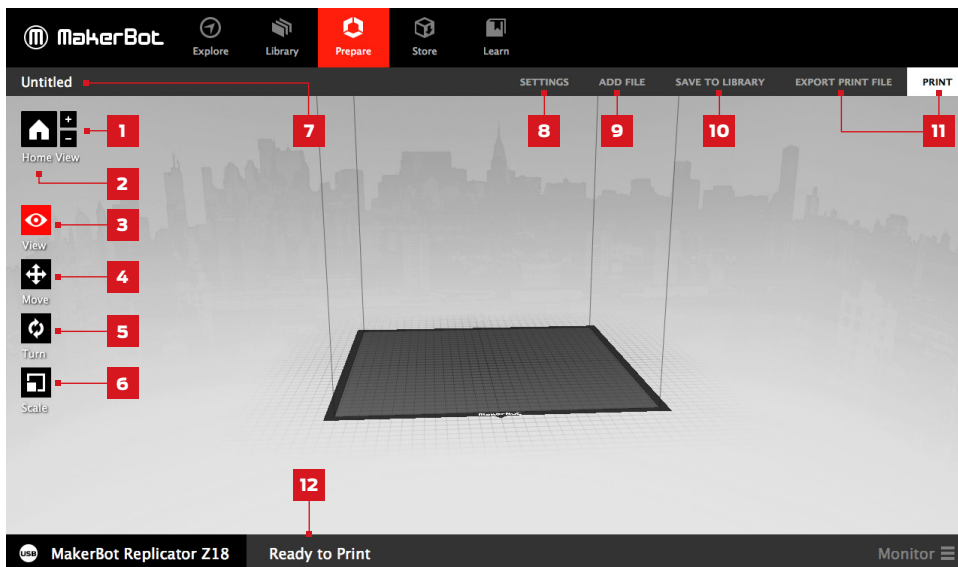 MakerBot
Explore
Library
Prepare
Store
Learn
Untitled
SETTINGS
ADD FILE
SAVE TO LIBRARY
EXPORT PRINT FILE
PRINT
+
1
7
8
9
10
11
-
Home View
2
3
View
4
Move
5
Turn
6
Scale
MakerBot
12
USB MakerBot Replicator Z18
Ready to Print
Monitor